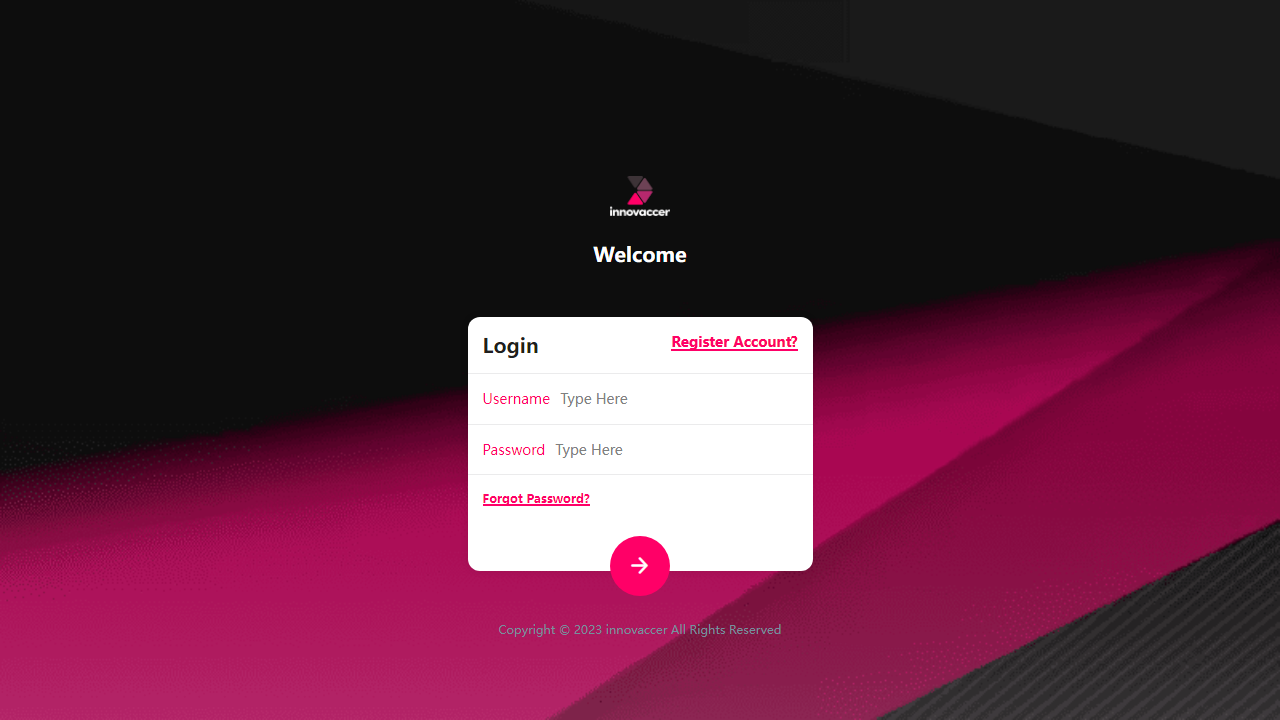 innovaccer
Welcome
Login
Register Account?
Username Type Here
Password Type Here
Forgot Password?
Copyright © 2023 innovaccer All Rights Reserved